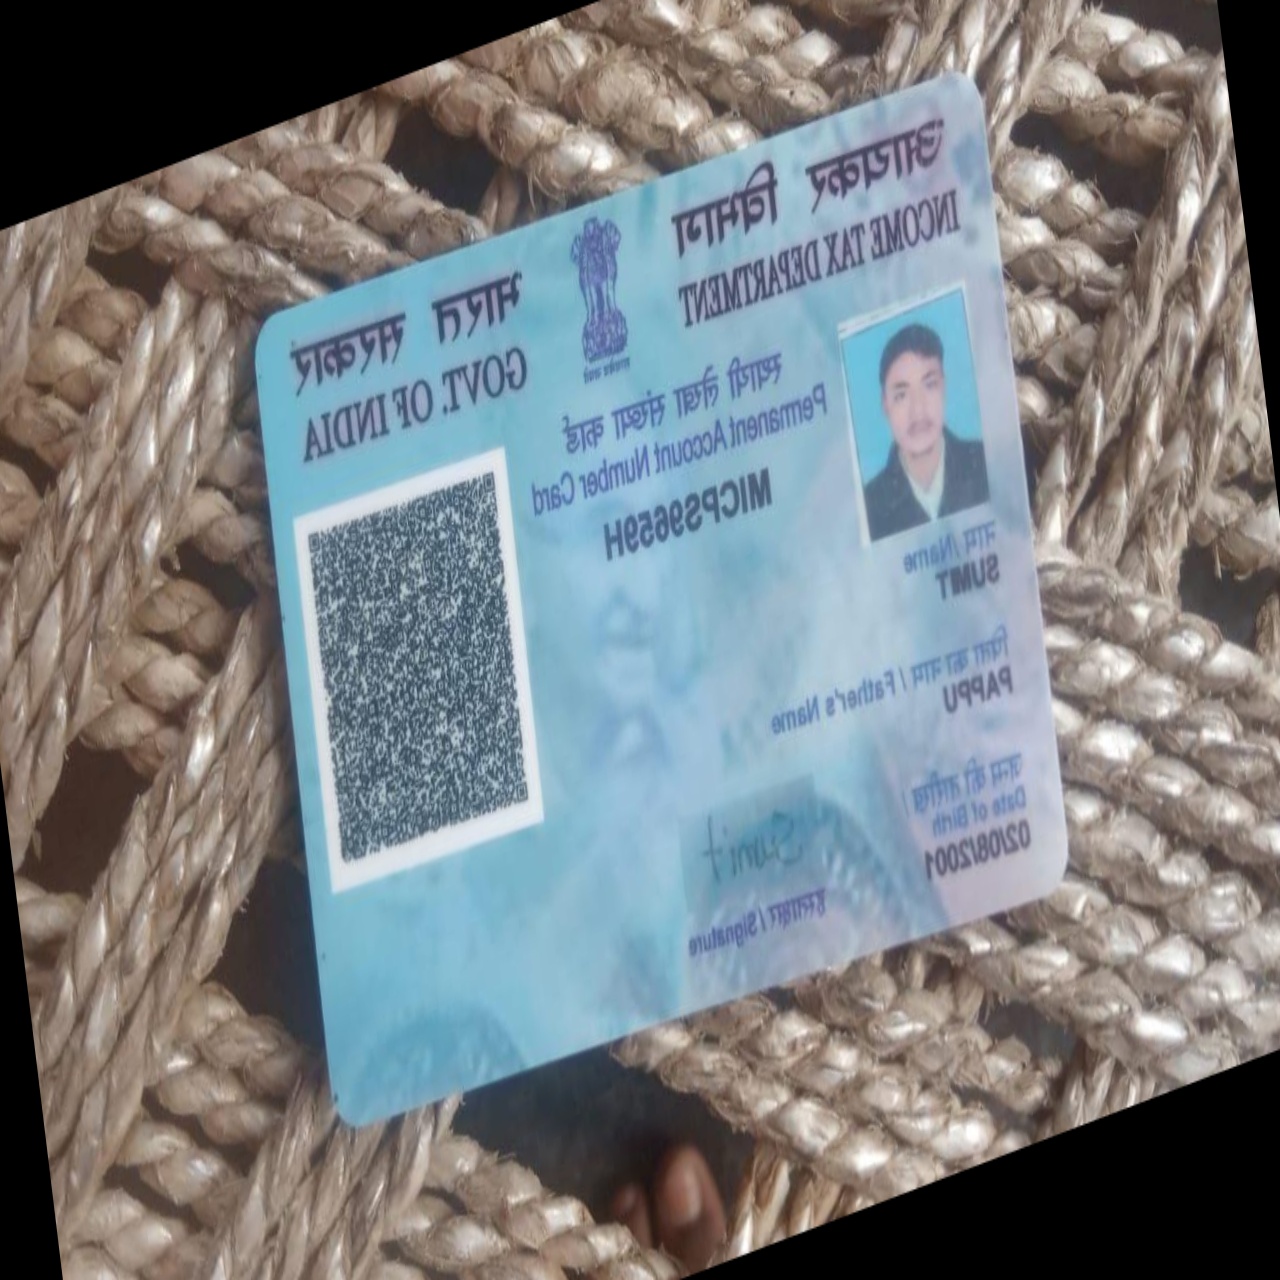 आयकर विभाग
INCOME TAX DEPARTMENT
सत्यमेव जयते
भारत सरकार
GOVT. OF INDIA
स्थायी लेखा संख्या कार्ड
Permanent Account Number Card
MICPS9659H
नाम / Name
SUMIT
पिता का नाम / Father's Name
PAPPU
जन्म की तारीख /
Date of Birth
02/08/2001
Sumit
हस्ताक्षर / Signature